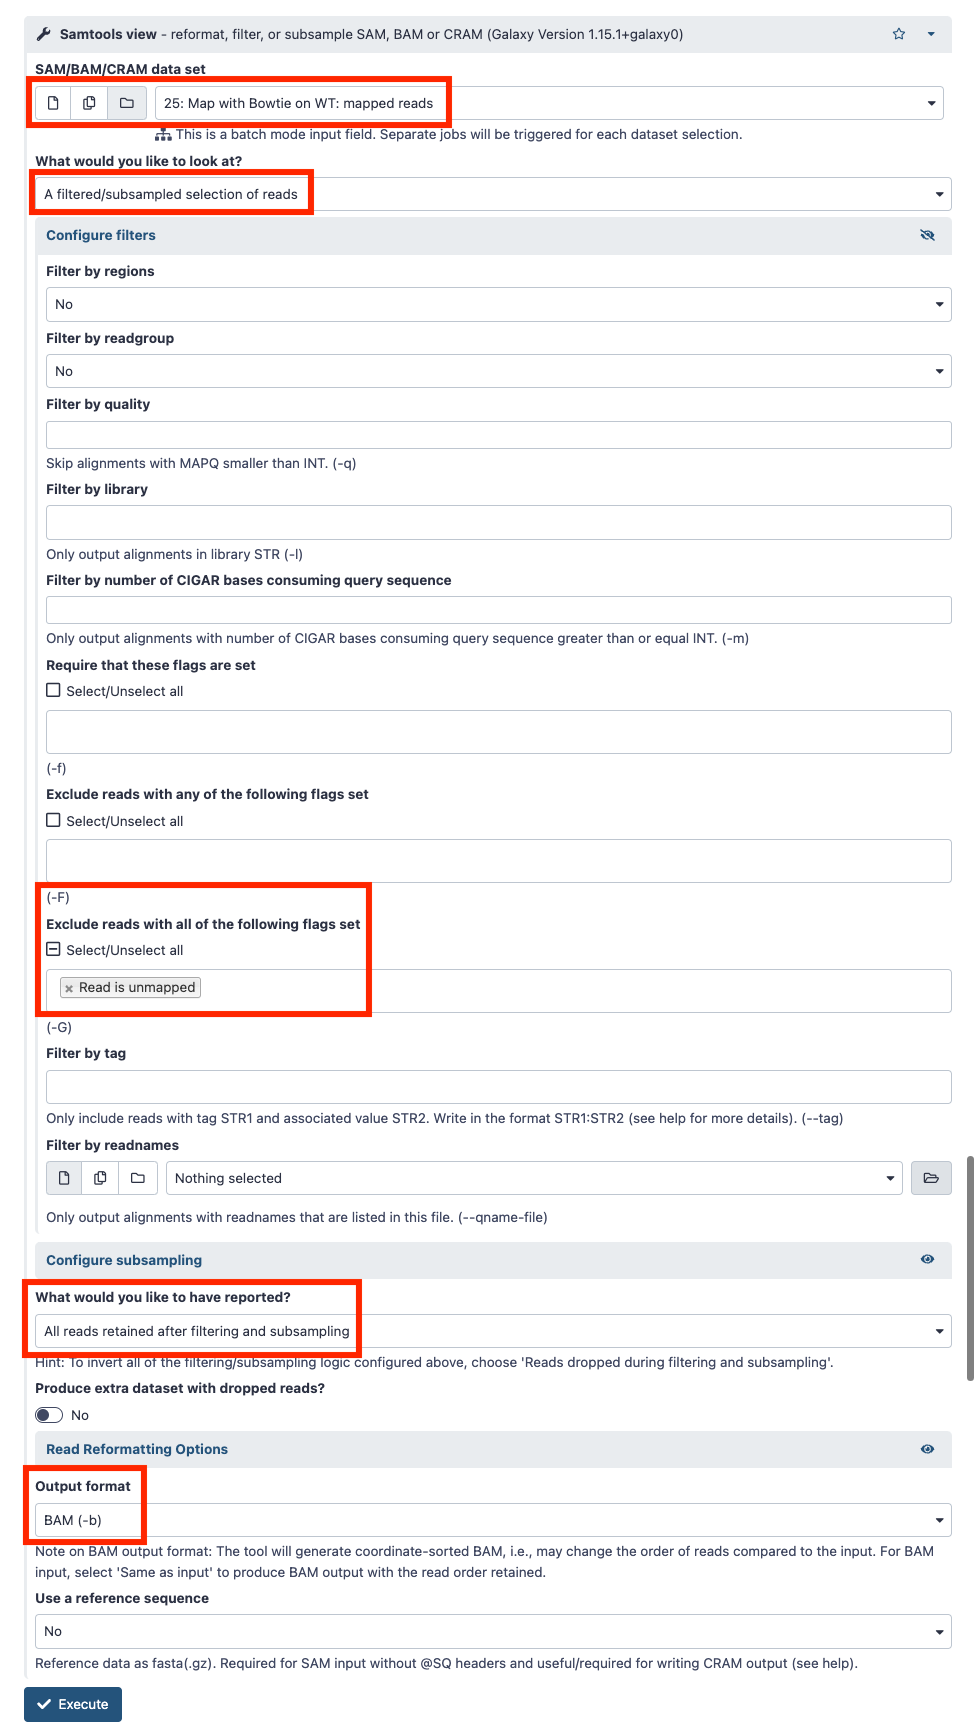 Samtools view - reformat, filter, or subsample SAM, BAM or CRAM (Galaxy Version 1.15.1+galaxy0)
SAM/BAM/CRAM data set
25: Map with Bowtie on WT: mapped reads
This is a batch mode input field. Separate jobs will be triggered for each dataset selection.
What would you like to look at?
A filtered/subsampled selection of reads
Configure filters
Filter by regions
No
Filter by readgroup
No
Filter by quality
Skip alignments with MAPQ smaller than INT. (-q)
Filter by library
Only output alignments in library STR (-l)
Filter by number of CIGAR bases consuming query sequence
Only output alignments with number of CIGAR bases consuming query sequence greater than or equal INT. (-m)
Require that these flags are set
Select/Unselect all
(-f)
Exclude reads with any of the following flags set
Select/Unselect all
(-F)
Exclude reads with all of the following flags set
Select/Unselect all
× Read is unmapped
(-G)
Filter by tag
Only include reads with tag STR1 and associated value STR2. Write in the format STR1:STR2 (see help for more details). (--tag)
Filter by readnames
Nothing selected
Only output alignments with readnames that are listed in this file. (--qname-file)
Configure subsampling
What would you like to have reported?
All reads retained after filtering and subsampling
Hint: To invert all of the filtering/subsampling logic configured above, choose 'Reads dropped during filtering and subsampling'.
Produce extra dataset with dropped reads?
No
Read Reformatting Options
Output format
BAM (-b)
Note on BAM output format: The tool will generate coordinate-sorted BAM, i.e., may change the order of reads compared to the input. For BAM
input, select 'Same as input' to produce BAM output with the read order retained.
Use a reference sequence
No
Reference data as fasta(.gz). Required for SAM input without @SQ headers and useful/required for writing CRAM output (see help).
Execute